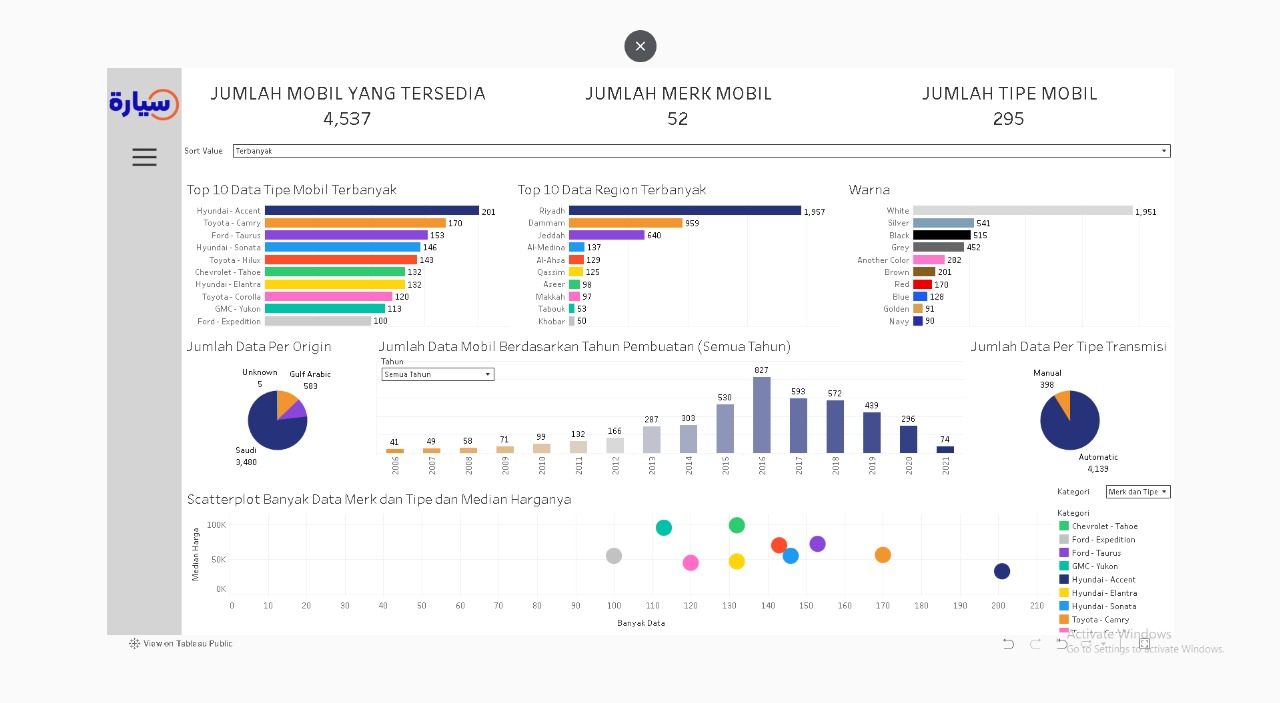 سيارة
JUMLAH MOBIL YANG TERSEDIA
4,537
JUMLAH MERK MOBIL
52
JUMLAH TIPE MOBIL
295
Sort Value
Terbanyak
Top 10 Data Tipe Mobil Terbanyak
Hyundai - Accent 201
Toyota - Camry 170
Ford - Taurus 153
Hyundai - Sonata 146
Toyota - Hilux 143
Chevrolet - Tahoe 132
Hyundai - Elantra 132
Toyota - Corolla 120
GMC - Yukon 113
Ford - Expedition 100
Top 10 Data Region Terbanyak
Riyadh 1,957
Dammam 959
Jeddah 640
Al-Medina 137
Al-Ahsa 129
Qassim 125
Aseer 98
Makkah 97
Tabouk 53
Khobar 50
Warna
White 1,951
Silver 541
Black 515
Grey 452
Another Color 282
Brown 201
Red 170
Blue 128
Golden 91
Navy 90
Jumlah Data Per Origin
Unknown
5
Gulf Arabic
583
Saudi
3,480
Jumlah Data Mobil Berdasarkan Tahun Pembuatan (Semua Tahun)
Tahun
Semua Tahun
41 49 58 71 99 132 166 287 303 530 827 593 572 439 296 74
2006 2007 2008 2009 2010 2011 2012 2013 2014 2015 2016 2017 2018 2019 2020 2021
Jumlah Data Per Tipe Transmisi
Manual
398
Automatic
4,139
Scatterplot Banyak Data Merk dan Tipe dan Median Harganya
Median Harga
100K
50K
0K
0 10 20 30 40 50 60 70 80 90 100 110 120 130 140 150 160 170 180 190 200 210
Banyak Data
Kategori
Merk dan Tipe
Kategori
Chevrolet - Tahoe
Ford - Expedition
Ford - Taurus
GMC - Yukon
Hyundai - Accent
Hyundai - Elantra
Hyundai - Sonata
Toyota - Camry
View on Tableau Public
Activate Windows
Go to Settings to activate Windows.